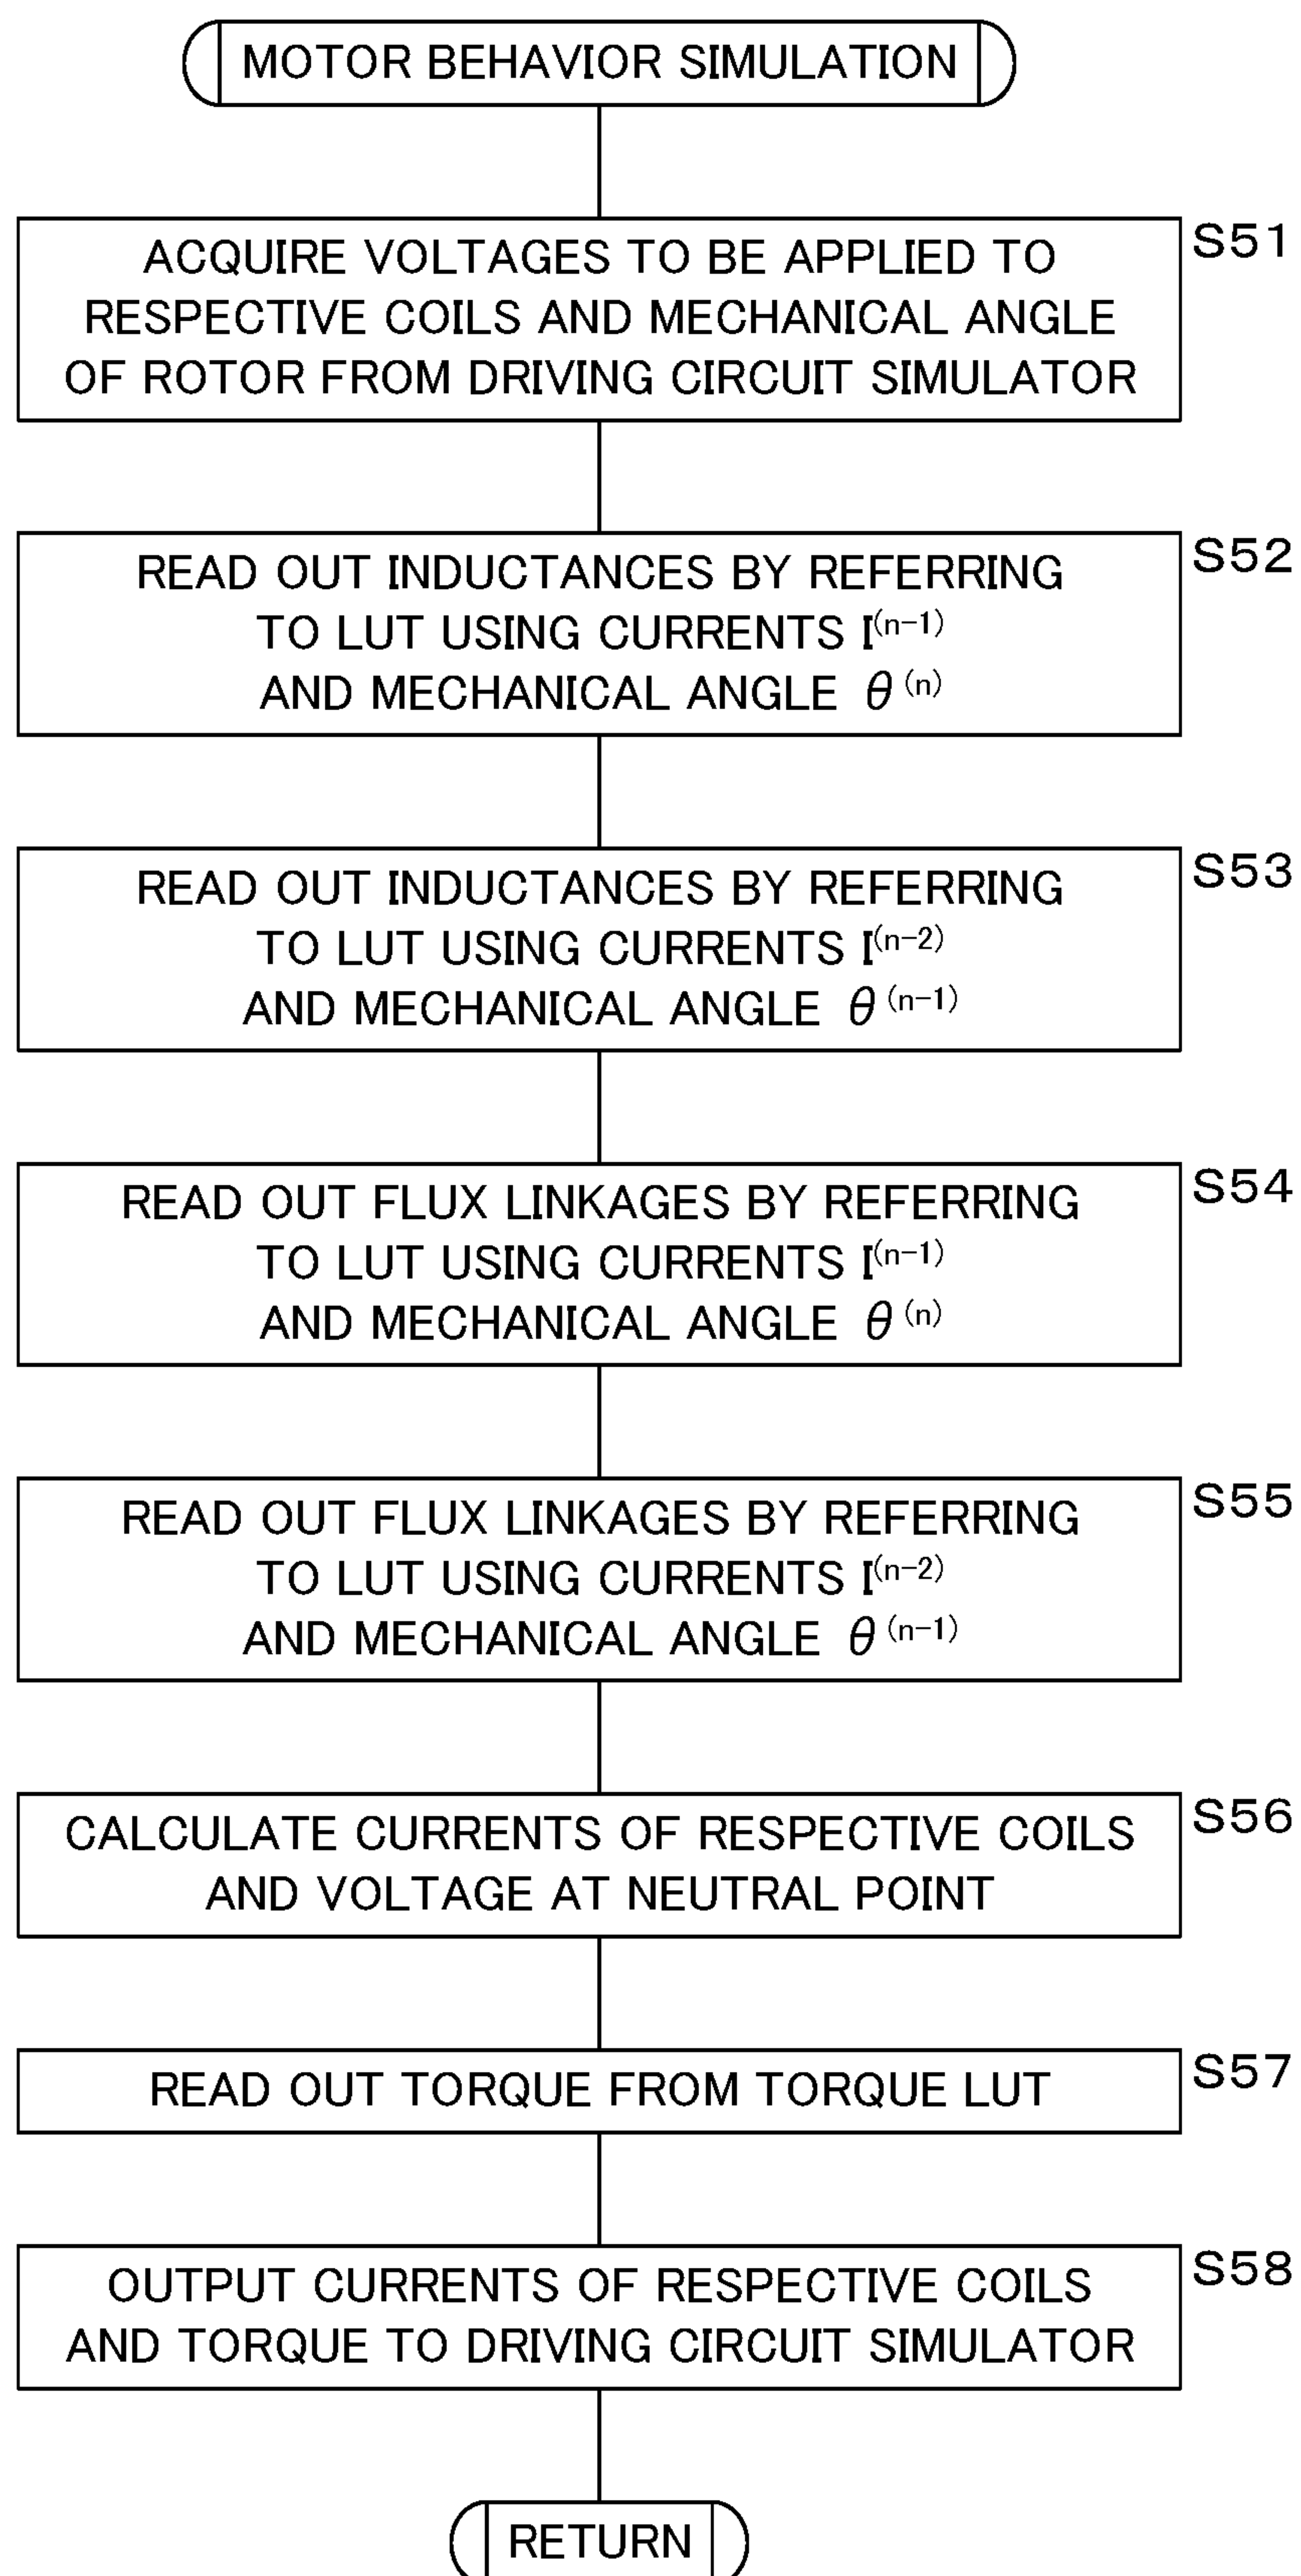 MOTOR BEHAVIOR SIMULATION
ACQUIRE VOLTAGES TO BE APPLIED TO
RESPECTIVE COILS AND MECHANICAL ANGLE
OF ROTOR FROM DRIVING CIRCUIT SIMULATOR
S51
READ OUT INDUCTANCES BY REFERRING
TO LUT USING CURRENTS I(n-1)
AND MECHANICAL ANGLE θ(n)
S52
READ OUT INDUCTANCES BY REFERRING
TO LUT USING CURRENTS I(n-2)
AND MECHANICAL ANGLE θ(n-1)
S53
READ OUT FLUX LINKAGES BY REFERRING
TO LUT USING CURRENTS I(n-1)
AND MECHANICAL ANGLE θ(n)
S54
READ OUT FLUX LINKAGES BY REFERRING
TO LUT USING CURRENTS I(n-2)
AND MECHANICAL ANGLE θ(n-1)
S55
CALCULATE CURRENTS OF RESPECTIVE COILS
AND VOLTAGE AT NEUTRAL POINT
S56
READ OUT TORQUE FROM TORQUE LUT
S57
OUTPUT CURRENTS OF RESPECTIVE COILS
AND TORQUE TO DRIVING CIRCUIT SIMULATOR
S58
RETURN